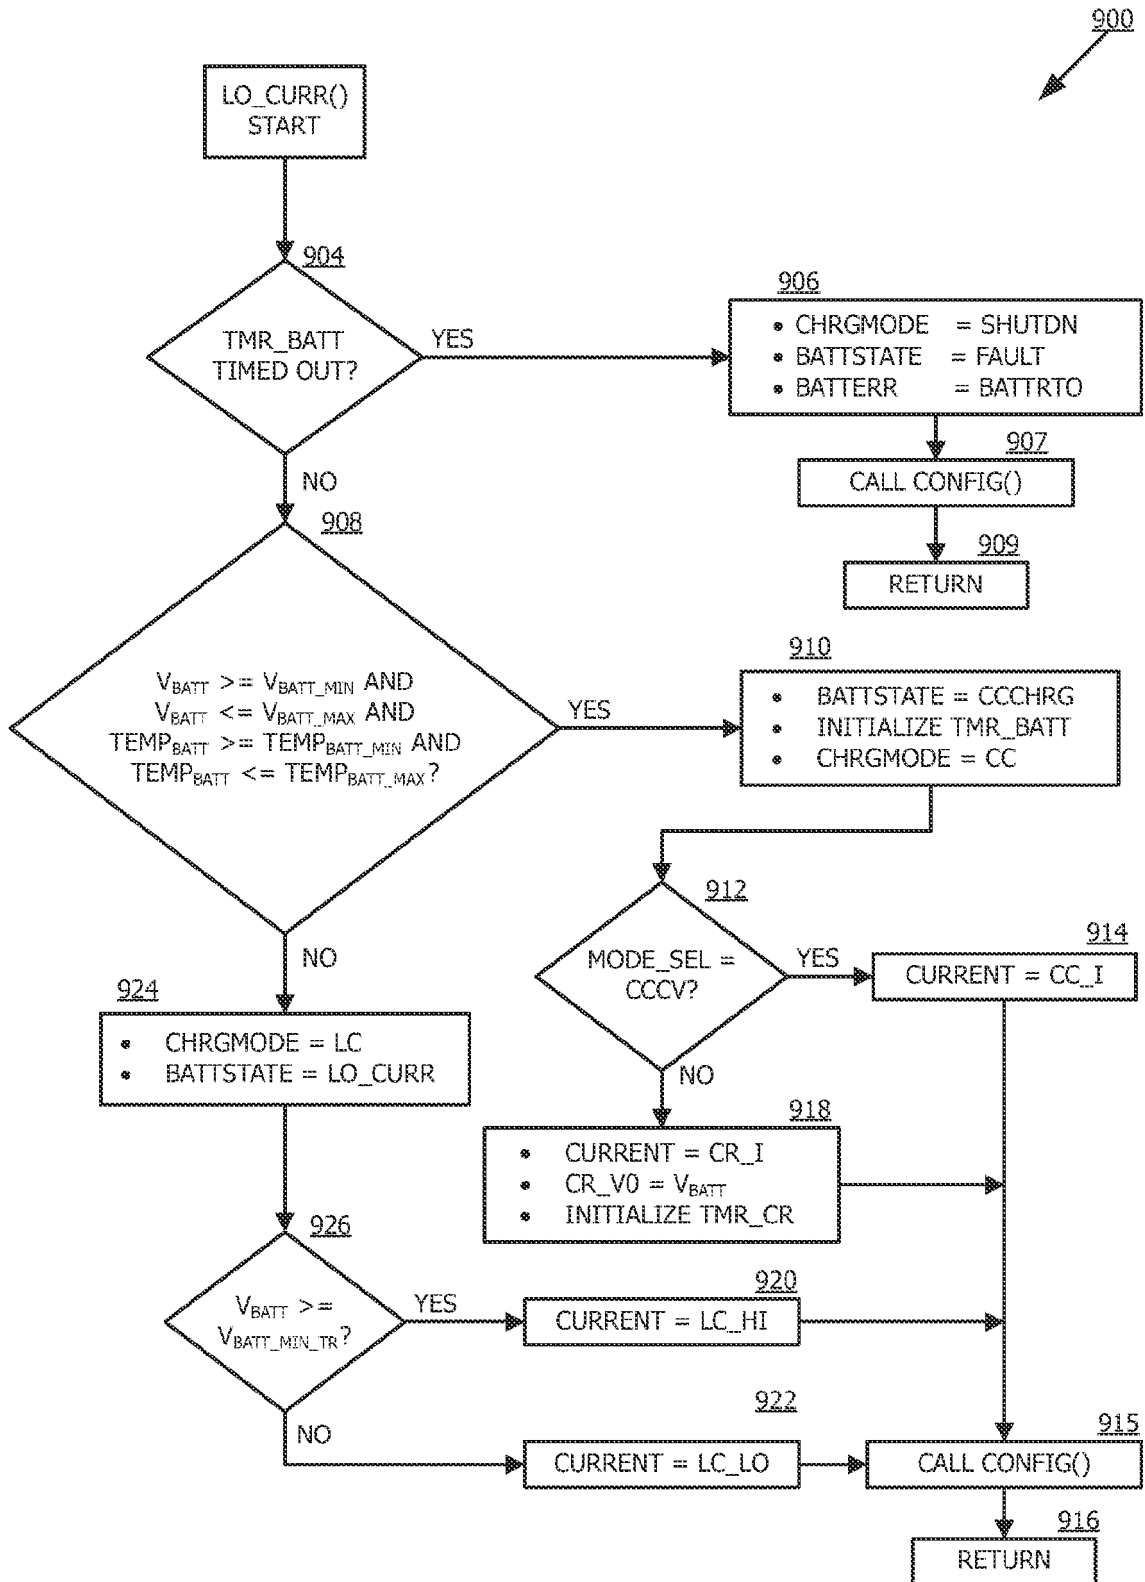 900
LO_CURR()
START
904
TMR_BATT
TIMED OUT?
YES
NO
906
• CHRGMODE = SHUTDN
• BATTSTATE = FAULT
• BATTERR = BATTRTO
907
CALL CONFIG()
909
RETURN
908
VBATT >= VBATT_MIN AND
VBATT <= VBATT_MAX AND
TEMPBATT >= TEMPBATT_MIN AND
TEMPBATT <= TEMPBATT_MAX?
YES
NO
910
• BATTSTATE = CCCHRG
• INITIALIZE TMR_BATT
• CHRGMODE = CC
912
MODE_SEL =
CCCV?
YES
NO
914
CURRENT = CC_I
924
• CHRGMODE = LC
• BATTSTATE = LO_CURR
918
• CURRENT = CR_I
• CR_V0 = VBATT
• INITIALIZE TMR_CR
926
VBATT >=
VBATT_MIN_TR?
YES
NO
920
CURRENT = LC_HI
922
CURRENT = LC_LO
915
CALL CONFIG()
916
RETURN